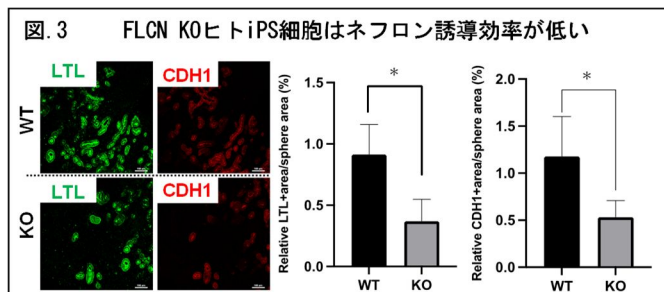 図.3 FLCN KOヒトiPS細胞はネフロン誘導効率が低い
LTL
CDH1
WT
LTL
CDH1
KO
Relative LTL+area/sphere area (%)
1.5
1.0
0.5
0.0
*
WT
KO
Relative CDH1+area/sphere area (%)
2.0
1.5
1.0
0.5
0.0
*
WT
KO